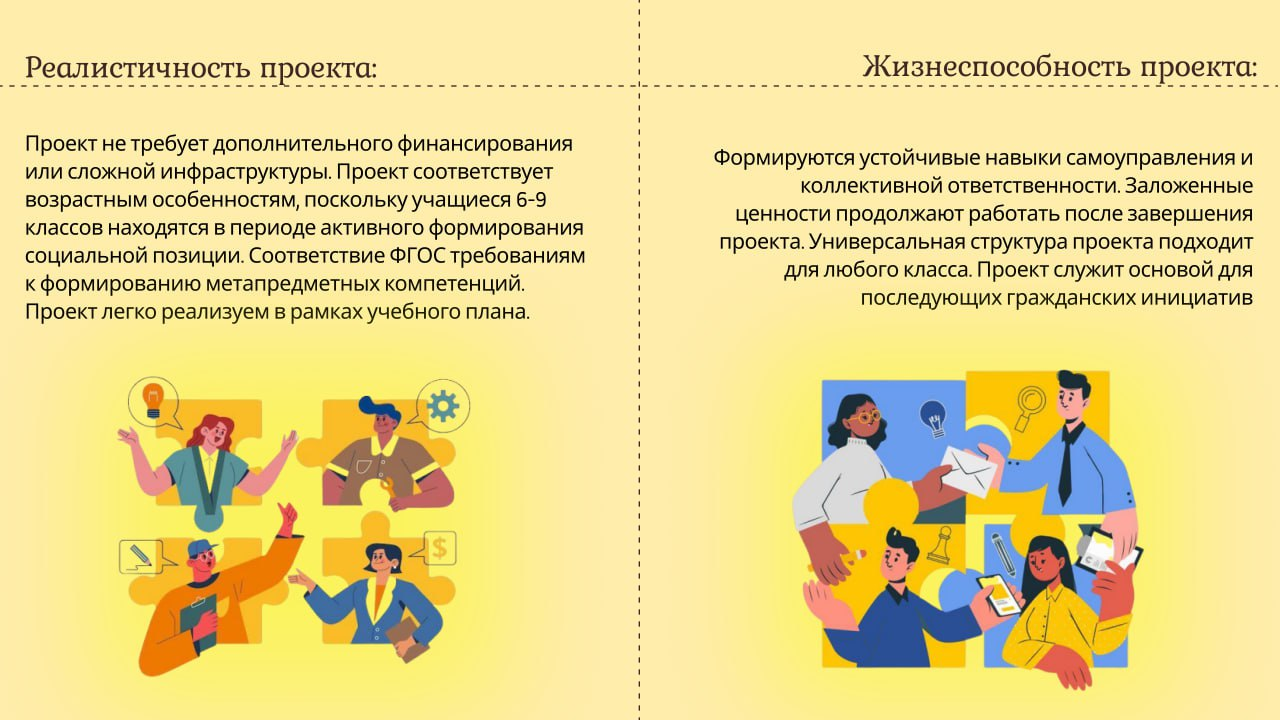 Реалистичность проекта:
Проект не требует дополнительного финансирования
или сложной инфраструктуры. Проект соответствует
возрастным особенностям, поскольку учащиеся 6-9
классов находятся в периоде активного формирования
социальной позиции. Соответствие ФГОС требованиям
к формированию метапредметных компетенций.
Проект легко реализуем в рамках учебного плана.
$
Жизнеспособность проекта:
Формируются устойчивые навыки самоуправления и
коллективной ответственности. Заложенные
ценности продолжают работать после завершения
проекта. Универсальная структура проекта подходит
для любого класса. Проект служит основой для
последующих гражданских инициатив